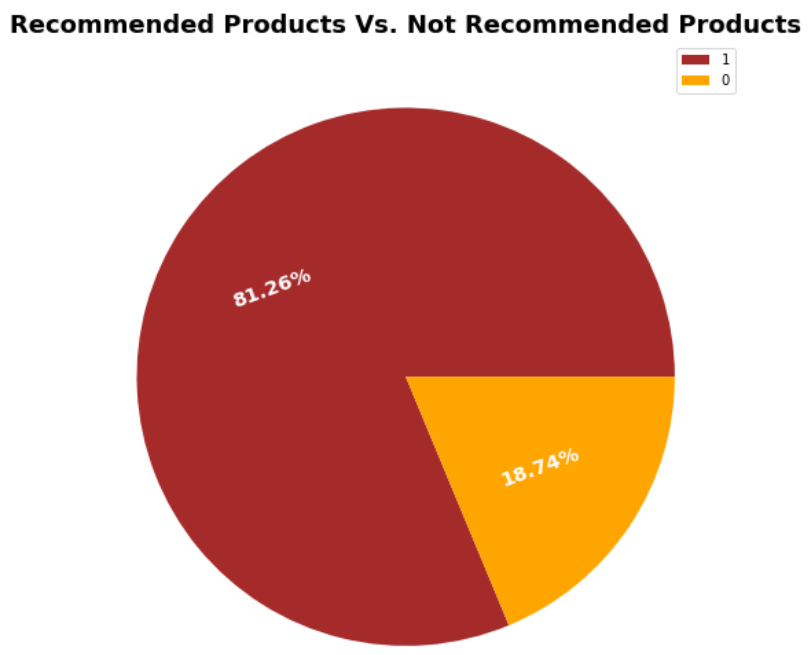 Recommended Products Vs. Not Recommended Products
1
0
81.26%
18.74%